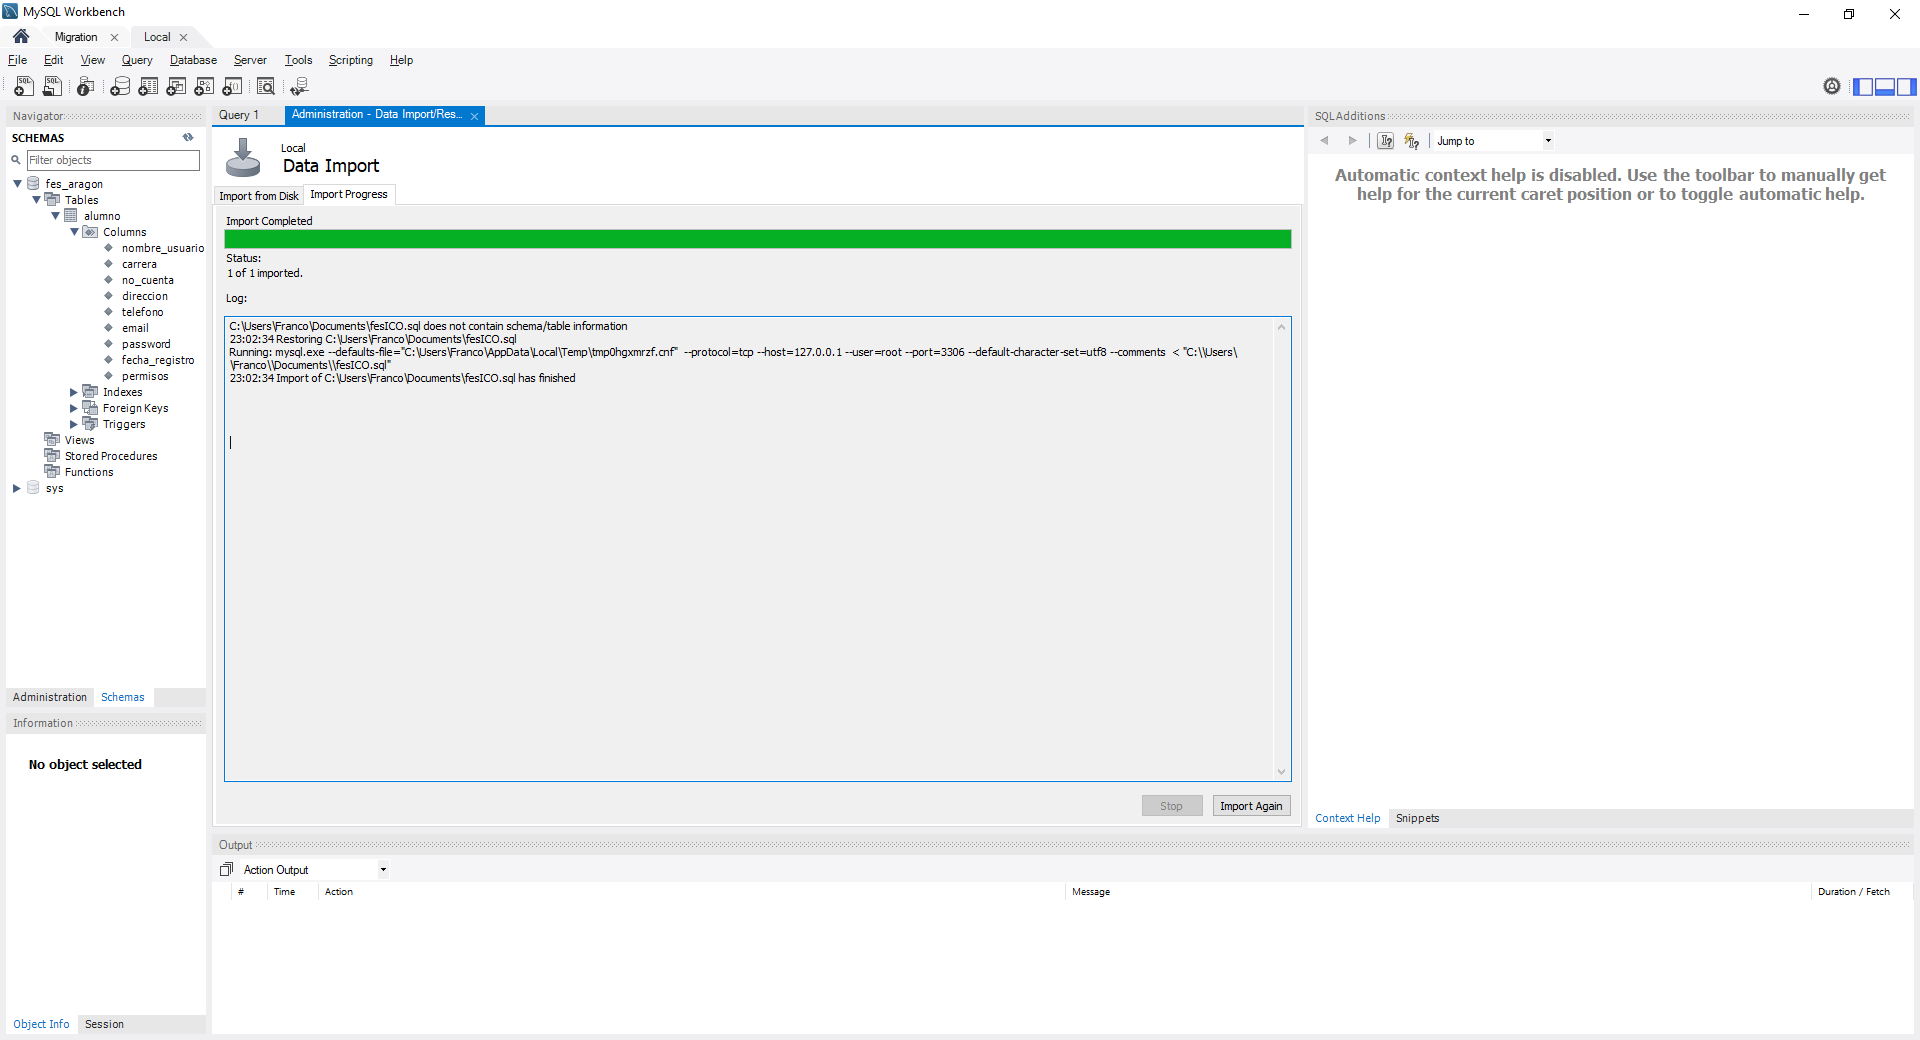 MySQL Workbench
Migration
Local
File Edit View Query Database Server Tools Scripting Help
Navigator
SCHEMAS
Filter objects
fes_aragon
Tables
alumno
Columns
nombre_usuario
carrera
no_cuenta
direccion
telefono
email
password
fecha_registro
permisos
Indexes
Foreign Keys
Triggers
Views
Stored Procedures
Functions
sys
Administration Schemas
Information
No object selected
Object Info Session
Query 1
Administration - Data Import/Res...
Local
Data Import
Import from Disk Import Progress
Import Completed
Status:
1 of 1 imported.
Log:
C:\Users\Franco\Documents\fesICO.sql does not contain schema/table information
23:02:34 Restoring C:\Users\Franco\Documents\fesICO.sql
Running: mysql.exe --defaults-file="C:\Users\Franco\AppData\Local\Temp\tmp0hgxmrzf.cnf"  --protocol=tcp --host=127.0.0.1 --user=root --port=3306 --default-character-set=utf8 --comments  < "C:\\Users\
\Franco\\Documents\\fesICO.sql"
23:02:34 Import of C:\Users\Franco\Documents\fesICO.sql has finished
Stop Import Again
SQLAdditions
Jump to
Automatic context help is disabled. Use the toolbar to manually get
help for the current caret position or to toggle automatic help.
Context Help Snippets
Output
Action Output
# Time Action Message Duration / Fetch